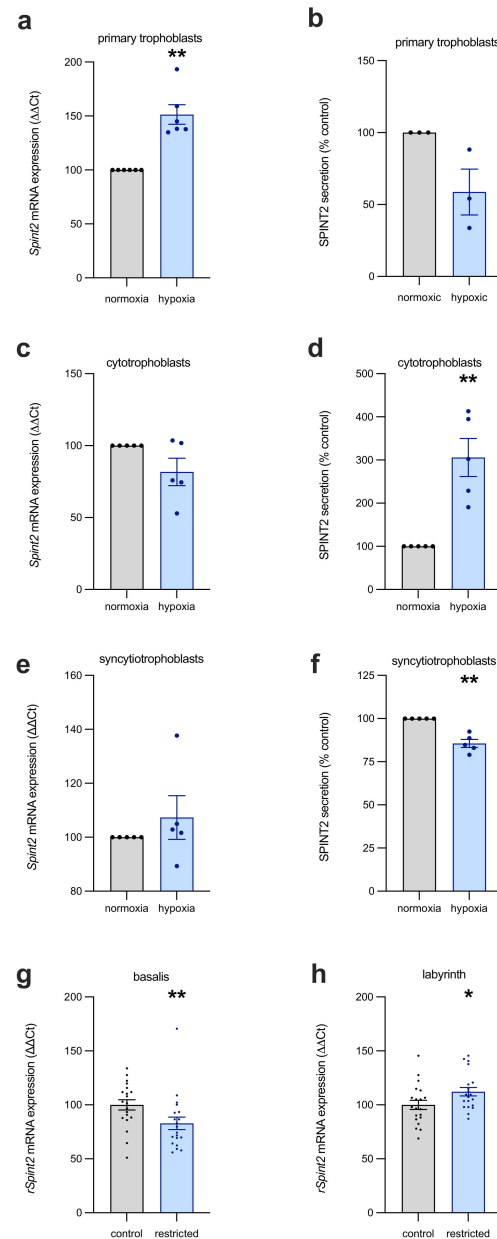 a
primary trophoblasts
**
Spint2 mRNA expression (ΔΔCt)
200
150
100
50
0
normoxia hypoxia
b
primary trophoblasts
SPINT2 secretion (% control)
150
100
50
0
normoxic hypoxic
c
cytotrophoblasts
Spint2 mRNA expression (ΔΔCt)
150
100
50
0
normoxia hypoxia
d
cytotrophoblasts
**
SPINT2 secretion (% control)
500
400
300
200
100
0
normoxia hypoxia
e
syncytiotrophoblasts
Spint2 mRNA expression (ΔΔCt)
160
140
120
100
80
normoxia hypoxia
f
syncytiotrophoblasts
**
SPINT2 secretion (% control)
125
100
75
50
25
0
normoxia hypoxia
g
basalis
**
rSpint2 mRNA expression (ΔΔCt)
200
150
100
50
0
control restricted
h
labyrinth
*
rSpint2 mRNA expression (ΔΔCt)
200
150
100
50
0
control restricted